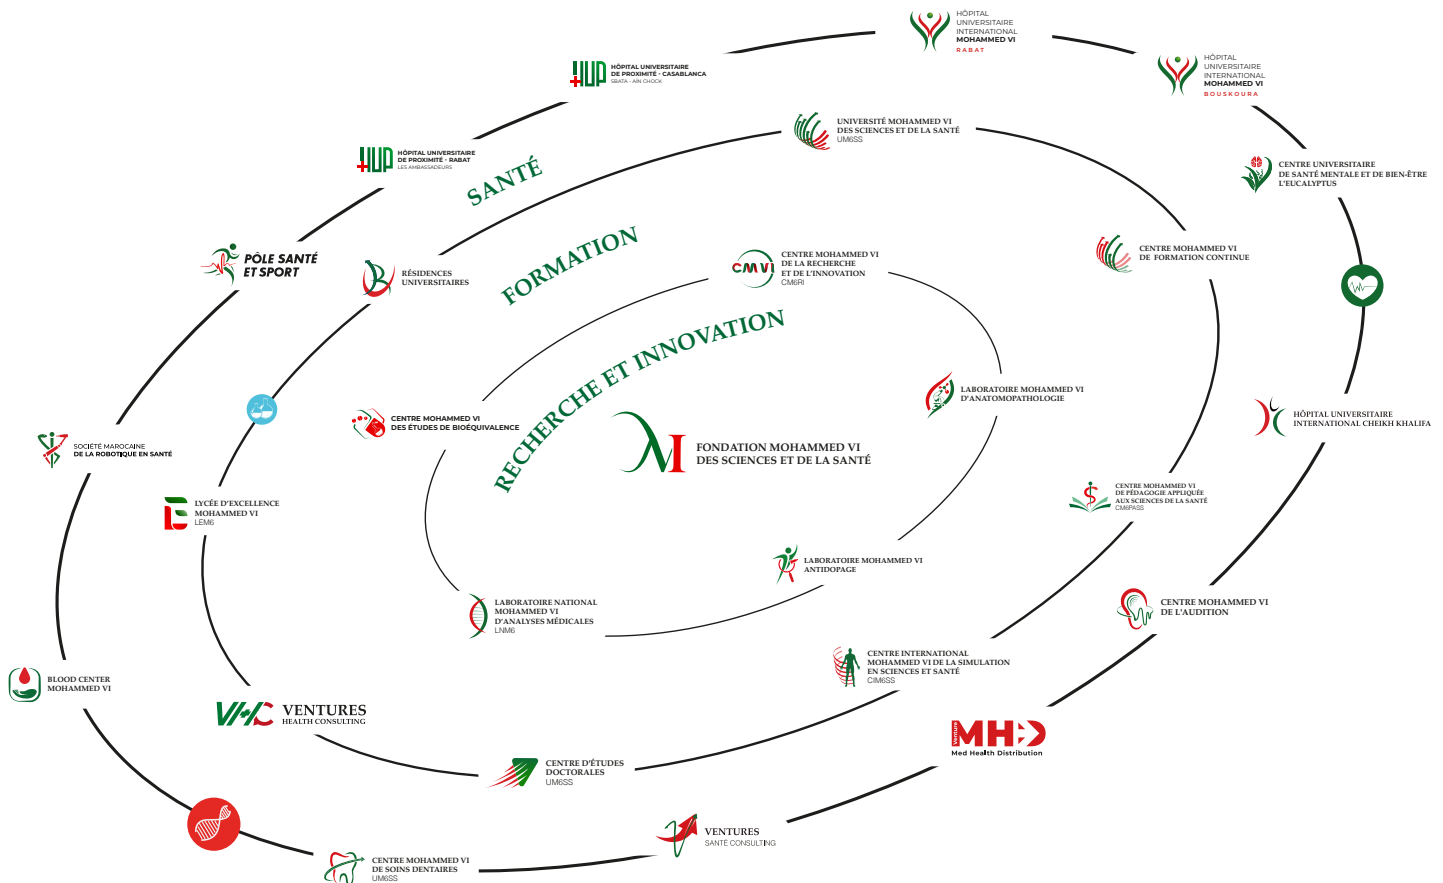 HÔPITAL
UNIVERSITAIRE
INTERNATIONAL
MOHAMMED VI
RABAT
HÔPITAL
UNIVERSITAIRE
INTERNATIONAL
MOHAMMED VI
BOUSKOURA
HUP
HÔPITAL UNIVERSITAIRE
DE PROXIMITÉ - CASABLANCA
SBATA - AÏN CHOCK
UNIVERSITÉ MOHAMMED VI
DES SCIENCES ET DE LA SANTÉ
UM6SS
HUP
HÔPITAL UNIVERSITAIRE
DE PROXIMITÉ - RABAT
LES AMBASSADEURS
CENTRE UNIVERSITAIRE
DE SANTÉ MENTALE ET DE BIEN-ÊTRE
L'EUCALYPTUS
SANTÉ
FORMATION
PÔLE SANTÉ
ET SPORT
RÉSIDENCES
UNIVERSITAIRES
CMVI
CENTRE MOHAMMED VI
DE LA RECHERCHE
ET DE L'INNOVATION
CM6RI
CENTRE MOHAMMED VI
DE FORMATION CONTINUE
RECHERCHE ET INNOVATION
LABORATOIRE MOHAMMED VI
D'ANATOMOPATHOLOGIE
CENTRE MOHAMMED VI
DES ÉTUDES DE BIOÉQUIVALENCE
HÔPITAL UNIVERSITAIRE
INTERNATIONAL CHEIKH KHALIFA
SOCIÉTÉ MAROCAINE
DE LA ROBOTIQUE EN SANTÉ
FONDATION MOHAMMED VI
DES SCIENCES ET DE LA SANTÉ
LYCÉE D'EXCELLENCE
MOHAMMED VI
LEM6
CENTRE MOHAMMED VI
DE PÉDAGOGIE APPLIQUÉE
AUX SCIENCES DE LA SANTÉ
CM6PASS
LABORATOIRE MOHAMMED VI
ANTIDOPAGE
LABORATOIRE NATIONAL
MOHAMMED VI
D'ANALYSES MÉDICALES
LNM6
CENTRE MOHAMMED VI
DE L'AUDITION
CENTRE INTERNATIONAL
MOHAMMED VI DE LA SIMULATION
EN SCIENCES ET SANTÉ
CIM6SS
BLOOD CENTER
MOHAMMED VI
VHC
VENTURES
HEALTH CONSULTING
Venture
MHD
Med Health Distribution
CENTRE D'ÉTUDES
DOCTORALES
UM6SS
VENTURES
SANTÉ CONSULTING
CENTRE MOHAMMED VI
DE SOINS DENTAIRES
UM6SS